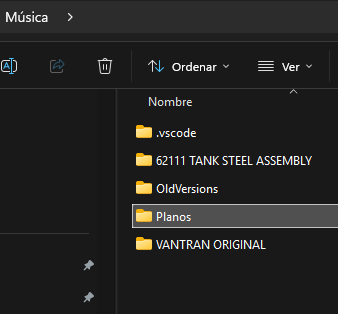 Música
Ordenar
Ver
Nombre
.vscode
62111 TANK STEEL ASSEMBLY
OldVersions
Planos
VANTRAN ORIGINAL